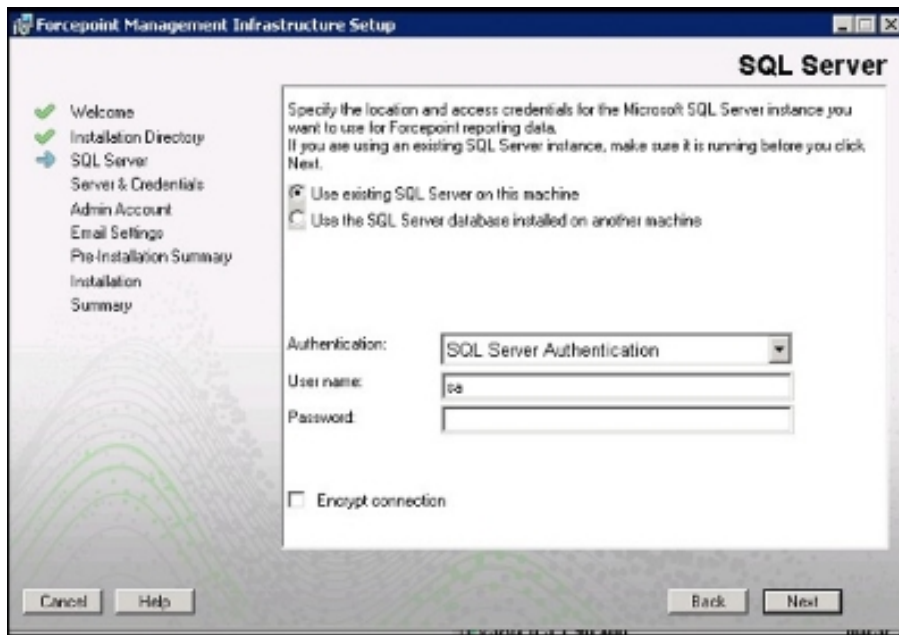 Forcepoint Management Infrastructure Setup
SQL Server
Welcome
Installation Directory
SQL Server
Server & Credentials
Admin Account
Email Settings
Pre-Installation Summary
Installation
Summary
Specify the location and access credentials for the Microsoft SQL Server instance you
want to use for Forcepoint reporting data.
If you are using an existing SQL Server instance, make sure it is running before you click
Next.
Use existing SQL Server on this machine
Use the SQL Server database installed on another machine
Authentication:
SQL Server Authentication
User name:
sa
Password:
Encrypt connection
Cancel
Help
Back
Next